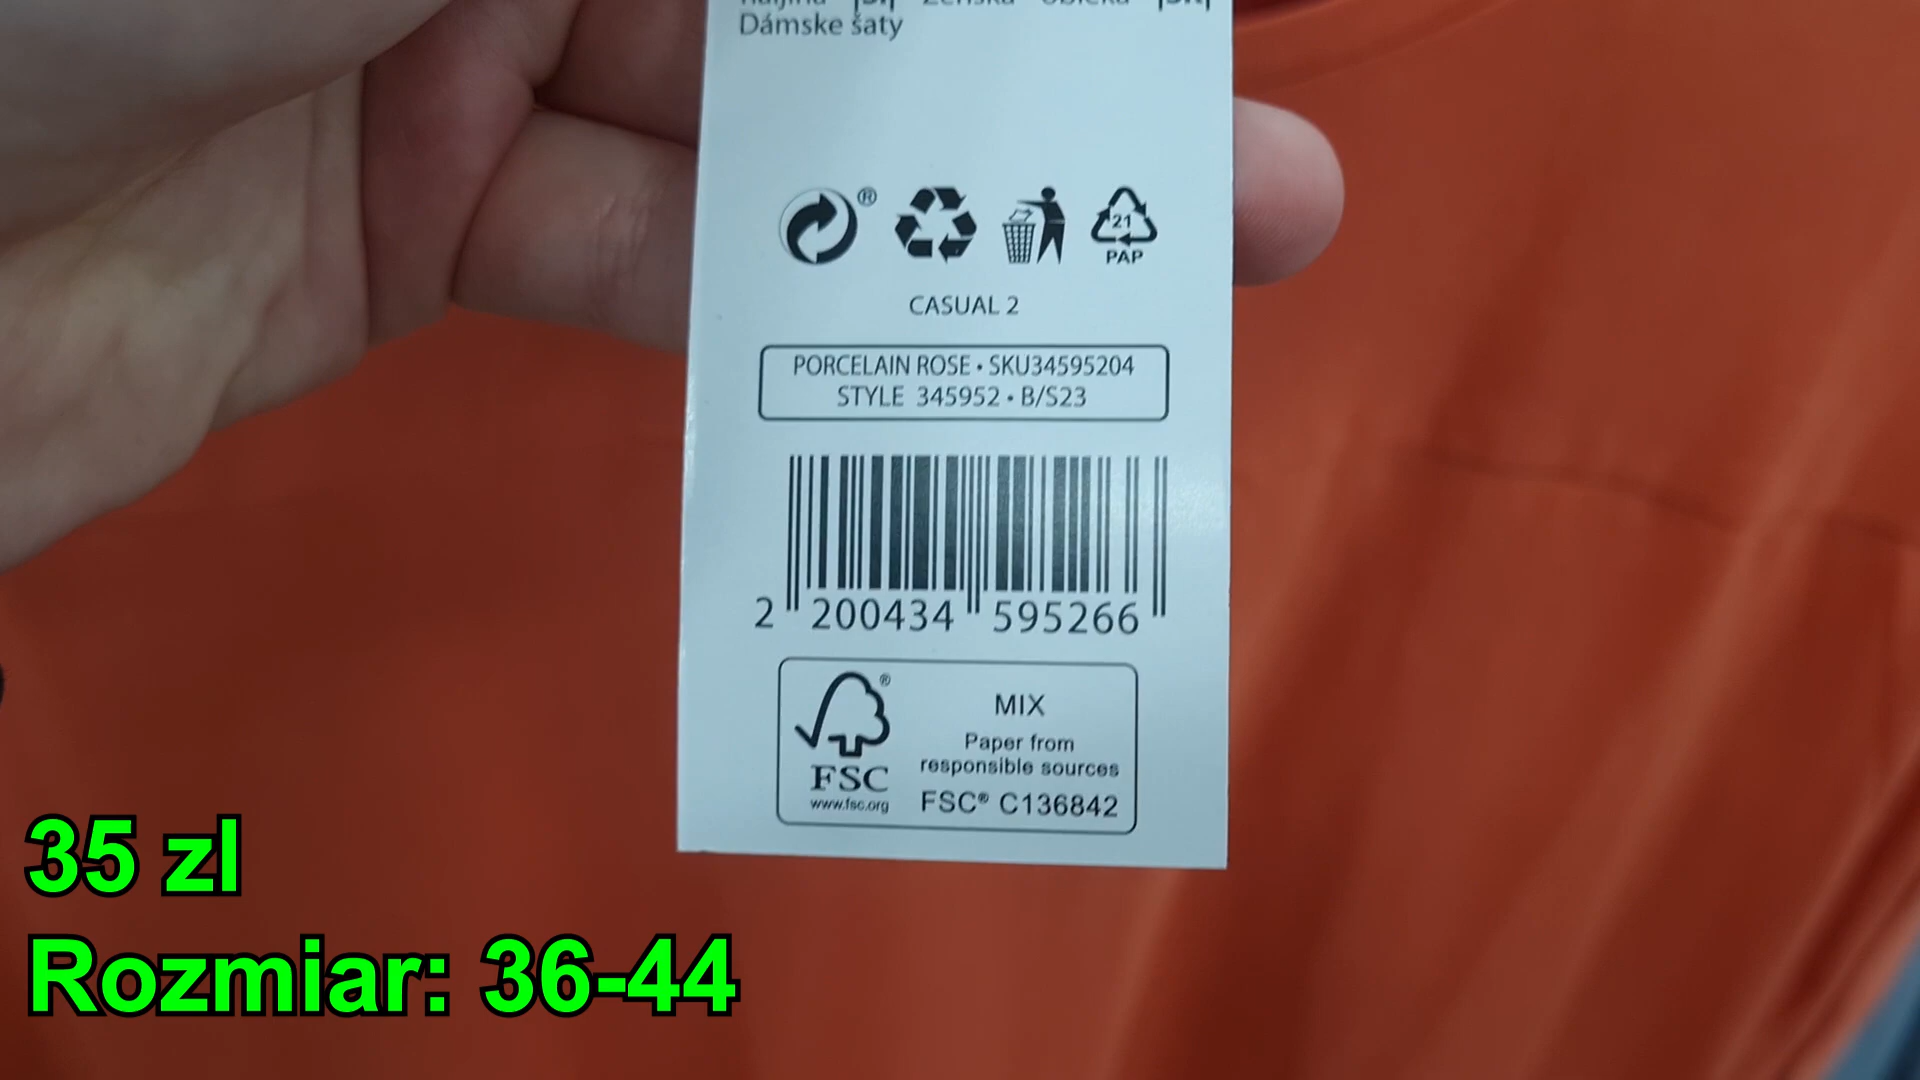 Dámske šaty
®
21
PAP
CASUAL 2
PORCELAIN ROSE • SKU34595204
STYLE 345952 • B/S23
2 200434 595266
®
FSC
www.fsc.org
MIX
Paper from
responsible sources
FSC® C136842
35 zl
Rozmiar: 36-44